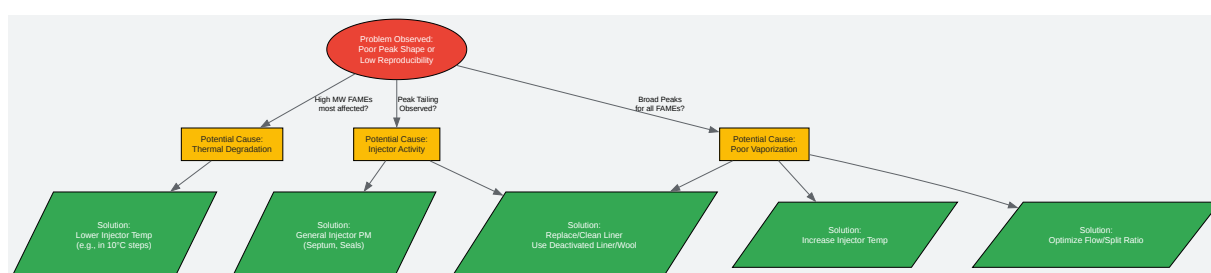 Problem Observed:
Poor Peak Shape or
Low Reproducibility
High MW FAMEs
most affected?
Peak Tailing
Observed?
Broad Peaks
for all FAMEs?
Potential Cause:
Thermal Degradation
Potential Cause:
Injector Activity
Potential Cause:
Poor Vaporization
Solution:
Lower Injector Temp
(e.g., in 10°C steps)
Solution:
General Injector PM
(Septum, Seals)
Solution:
Replace/Clean Liner
Use Deactivated Liner/Wool
Solution:
Increase Injector Temp
Solution:
Optimize Flow/Split Ratio